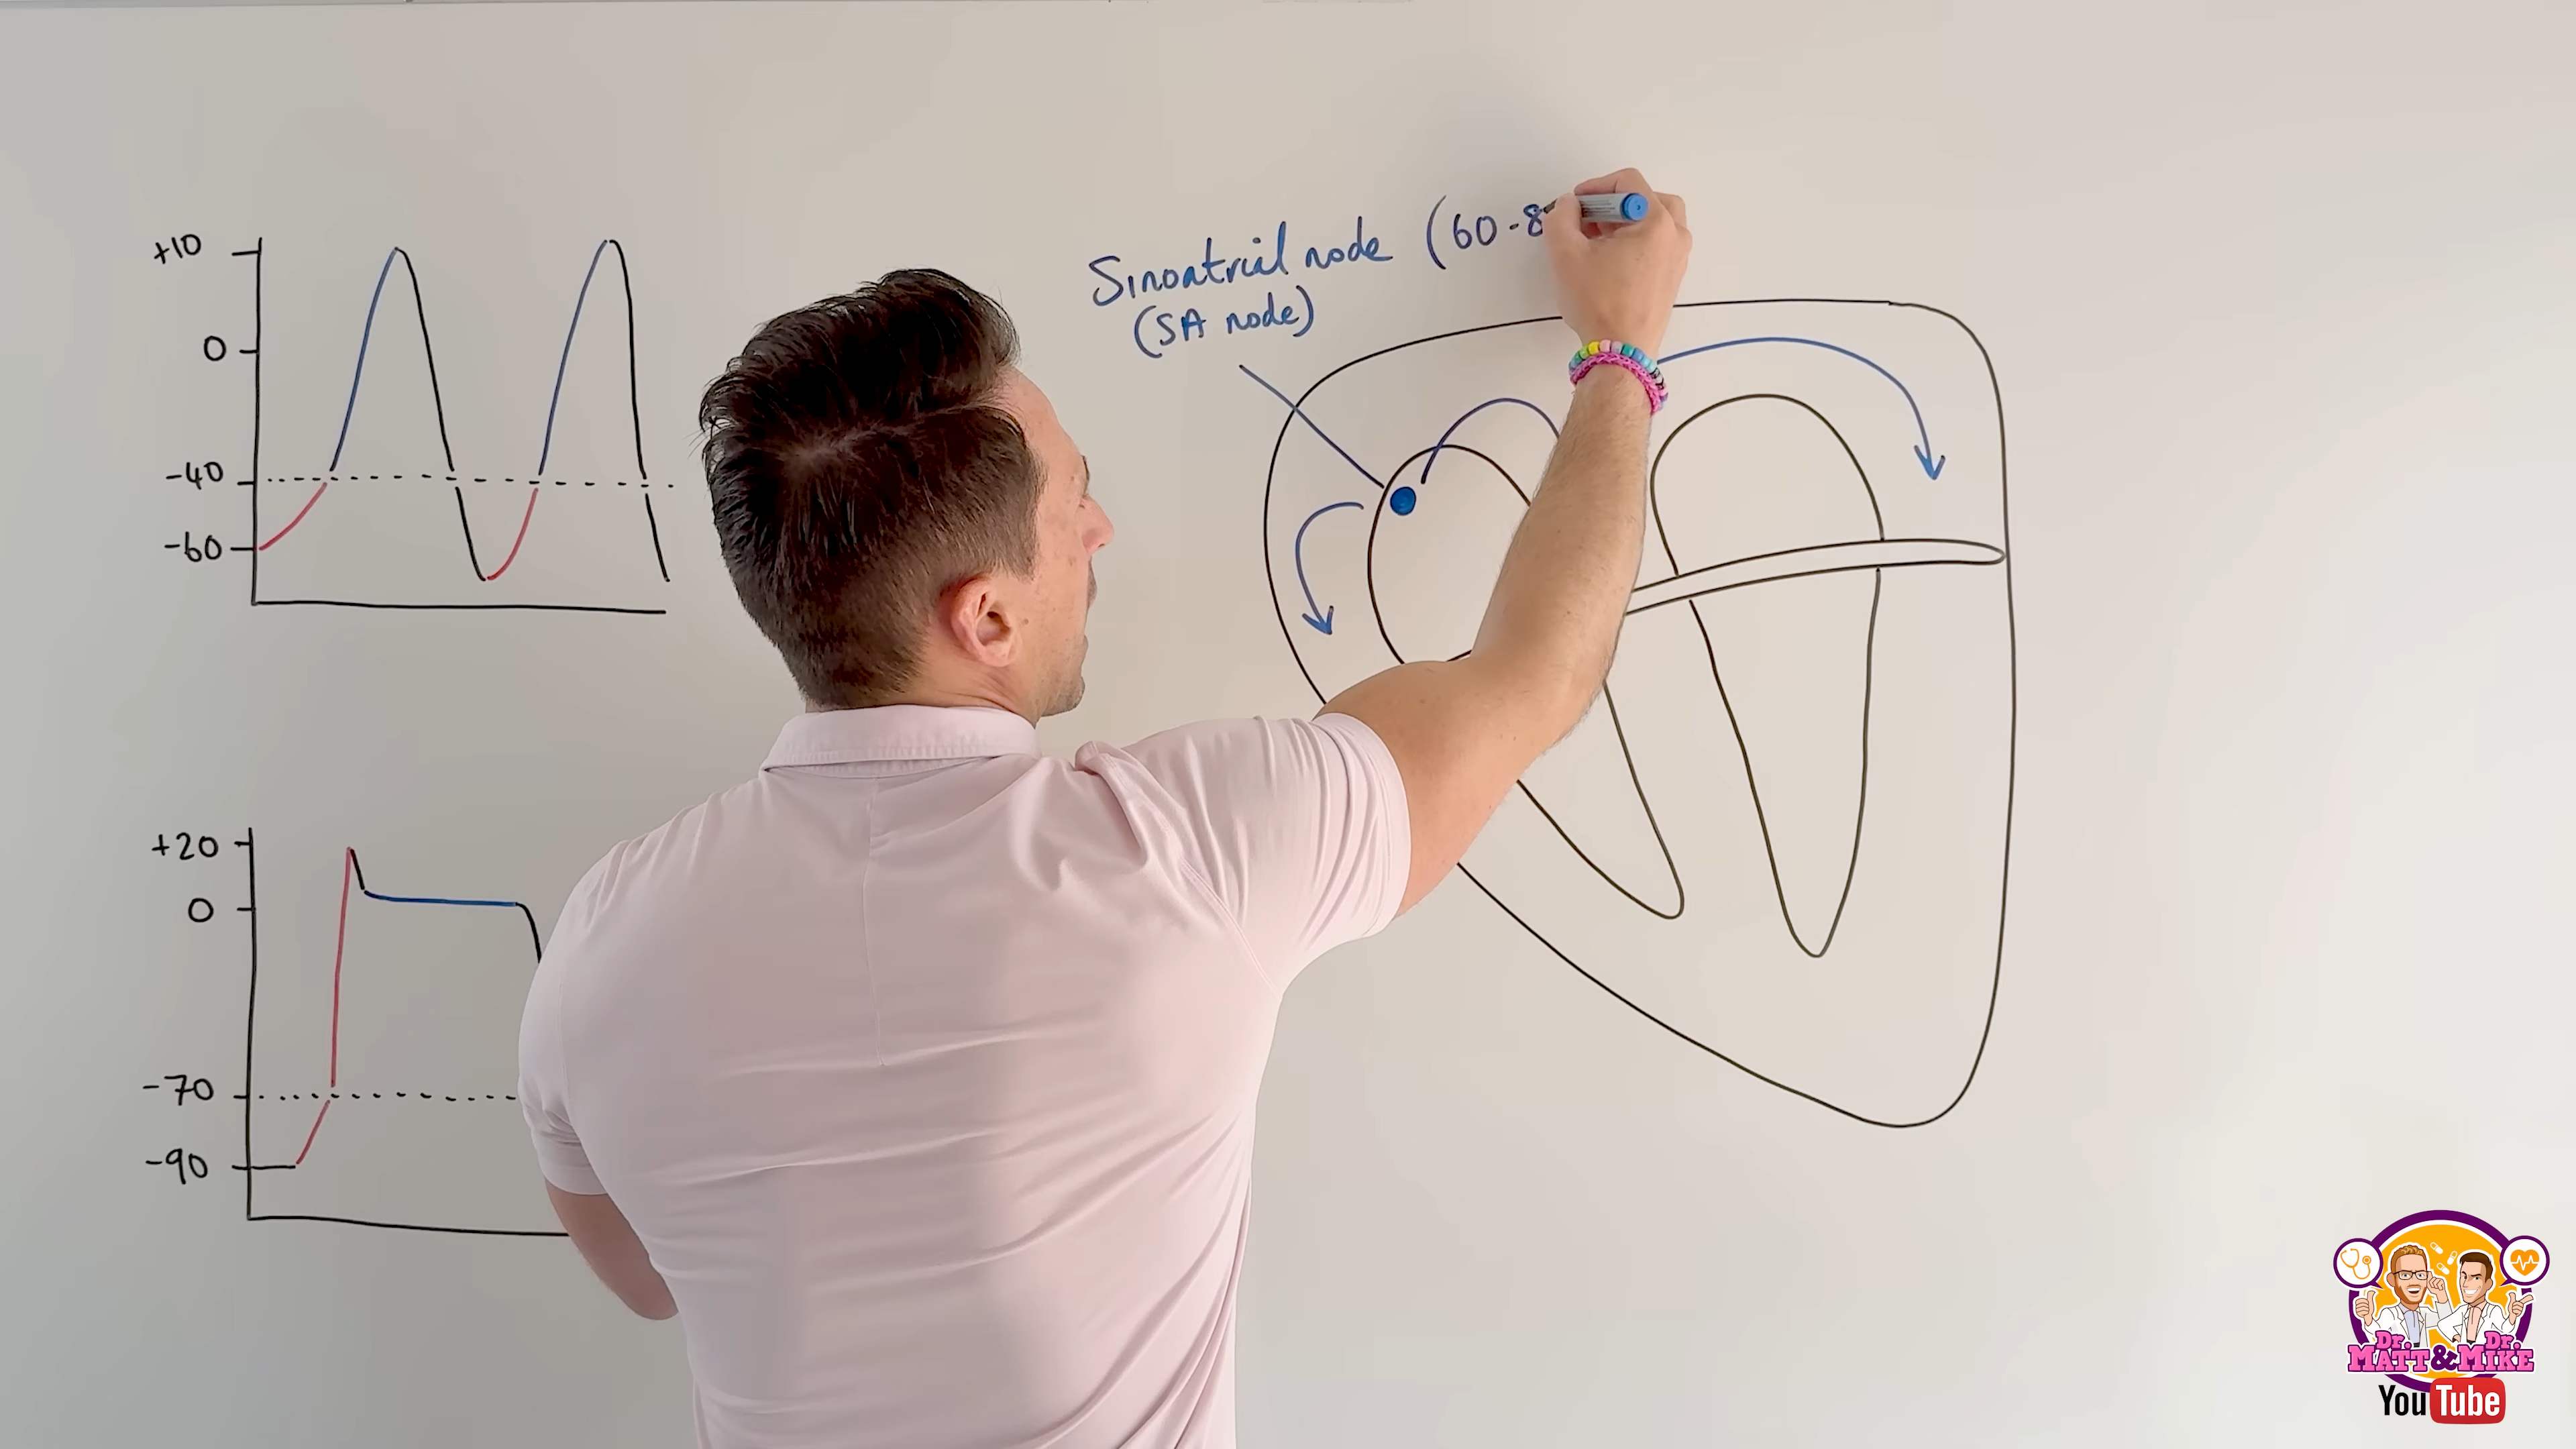 +10
0
-40
-60
+20
0
-70
-90
Sinoatrial node (60-8
(SA node)
Dr. Dr.
MATT & MIKE
YouTube